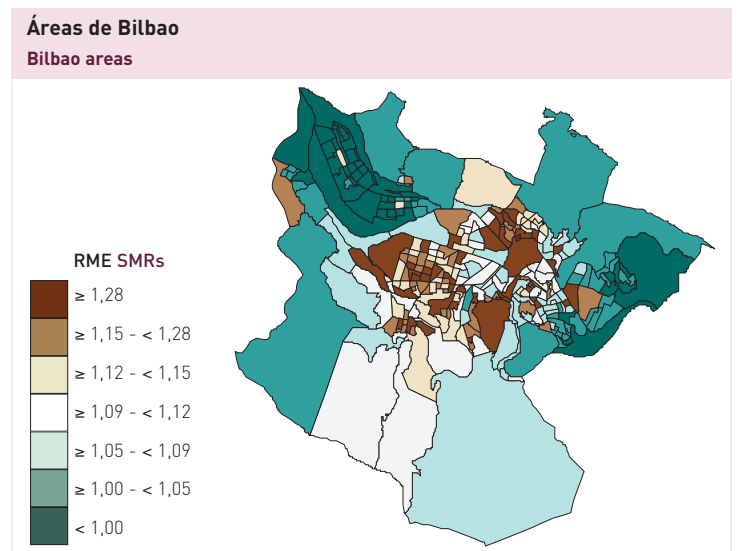 Áreas de Bilbao
Bilbao areas
RME SMRs
≥ 1,28
≥ 1,15 - < 1,28
≥ 1,12 - < 1,15
≥ 1,09 - < 1,12
≥ 1,05 - < 1,09
≥ 1,00 - < 1,05
< 1,00